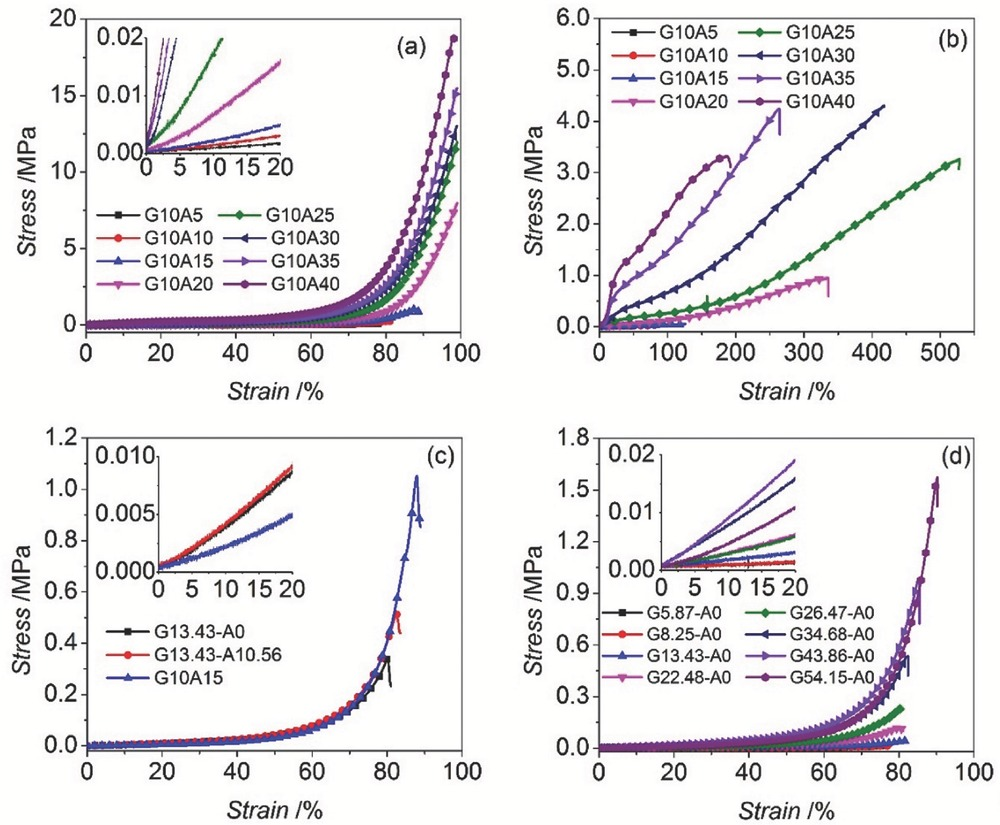 (a)
Stress /MPa
20
15
10
5
0
0 20 40 60 80 100
Strain /%
0.02
0.01
0.00
0 5 10 15 20
G10A5 G10A25
G10A10 G10A30
G10A15 G10A35
G10A20 G10A40
(b)
Stress /MPa
6.0
5.0
4.0
3.0
2.0
1.0
0.0
0 100 200 300 400 500
Strain /%
G10A5 G10A25
G10A10 G10A30
G10A15 G10A35
G10A20 G10A40
(c)
Stress /MPa
1.2
1.0
0.8
0.6
0.4
0.2
0.0
0 20 40 60 80 100
Strain /%
0.010
0.005
0.000
0 5 10 15 20
G13.43-A0
G13.43-A10.56
G10A15
(d)
Stress /MPa
1.8
1.5
1.2
0.9
0.6
0.3
0.0
0 20 40 60 80 100
Strain /%
0.02
0.01
0.00
0 5 10 15 20
G5.87-A0 G26.47-A0
G8.25-A0 G34.68-A0
G13.43-A0 G43.86-A0
G22.48-A0 G54.15-A0